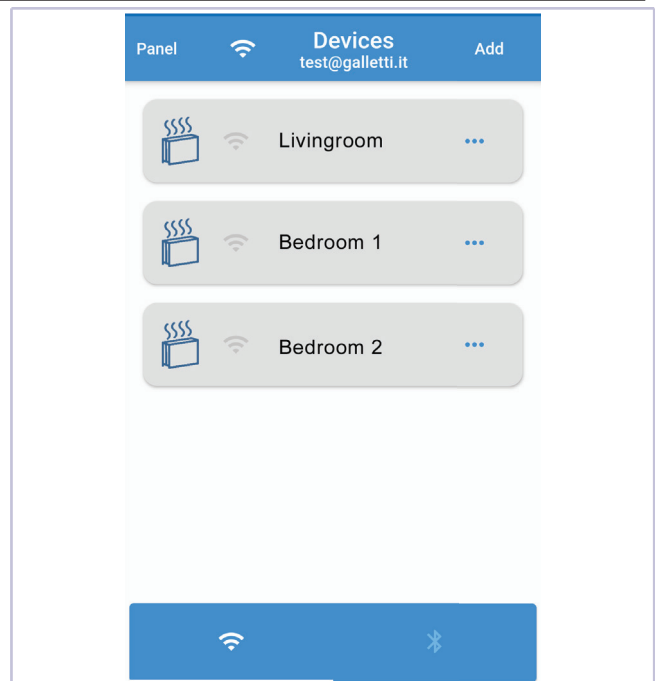 Panel
Devices
Add
test@galletti.it
Livingroom
Bedroom 1
Bedroom 2